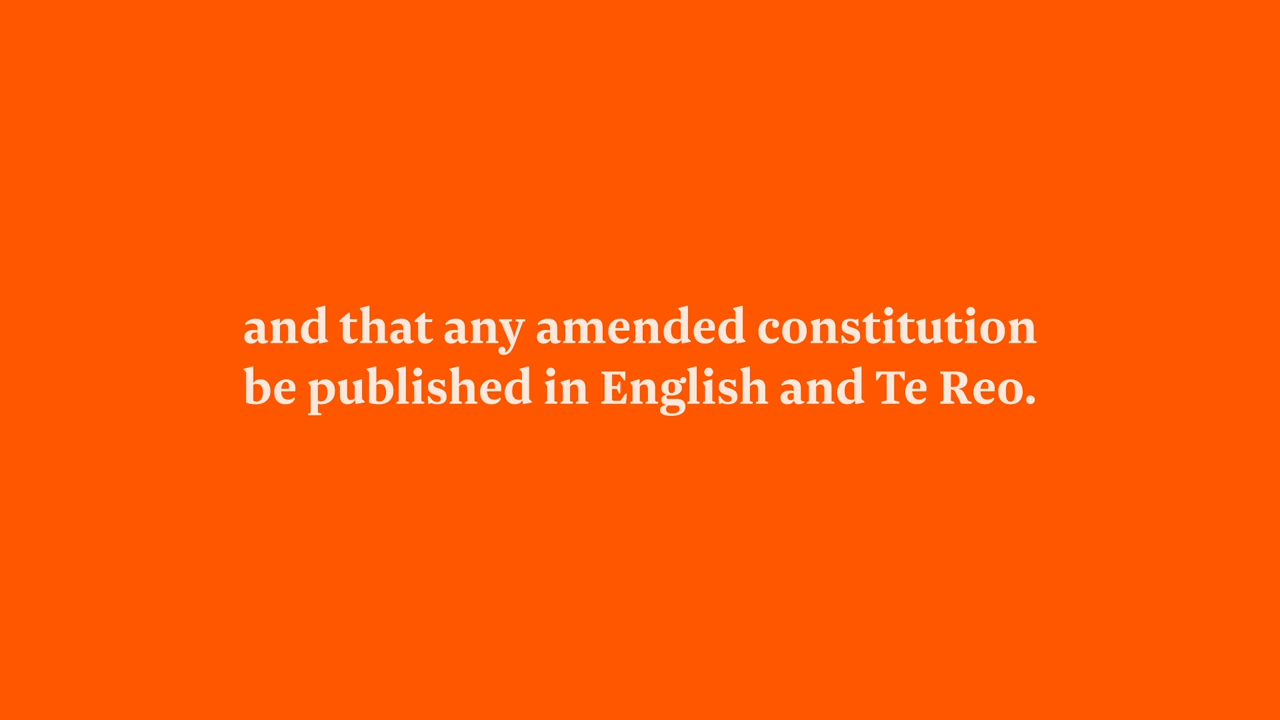 and that any amended constitution
be published in English and Te Reo.